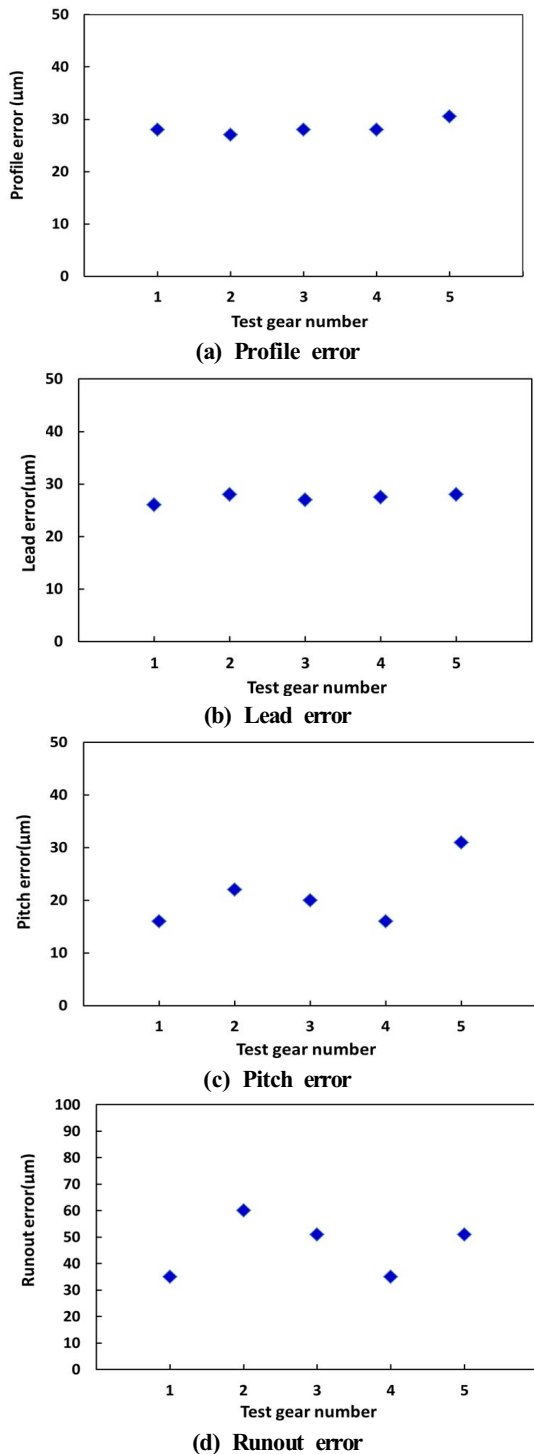 50
40
30
20
10
0
Profile error (μm)
1 2 3 4 5
Test gear number
(a) Profile error
50
40
30
20
10
0
Lead error(μm)
1 2 3 4 5
Test gear number
(b) Lead error
50
40
30
20
10
0
Pitch error(μm)
1 2 3 4 5
Test gear number
(c) Pitch error
100
90
80
70
60
50
40
30
20
10
0
Runout error(μm)
1 2 3 4 5
Test gear number
(d) Runout error